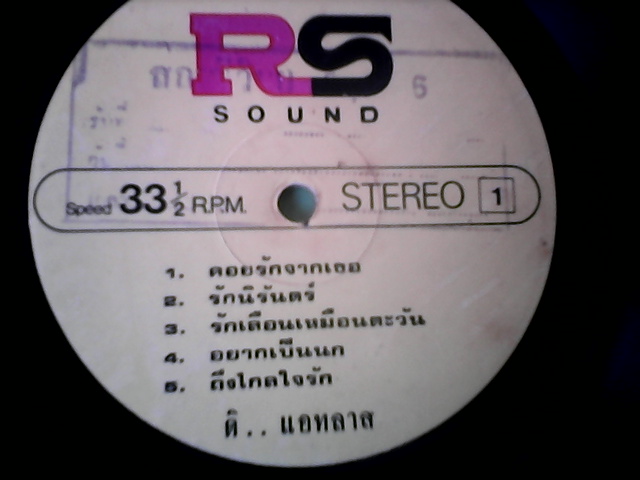 RS
SOUND
Speed 33 1/2 R.P.M. STEREO 1
1. คอยรักจากเธอ
2. รักนิรันดร์
3. รักเลือนเหมือนตะวัน
4. อยากเป็นนก
5. ถึงไกลใจรัก
ดิ.. แอทลาส